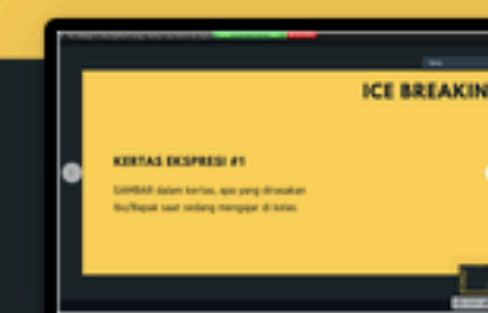 ICE BREAKIN
KERTAS EKSPRESI #1
GAMBAR dalam kertas, apa yang dirasakan
Ibu/Bapak saat sedang mengajar di kelas.